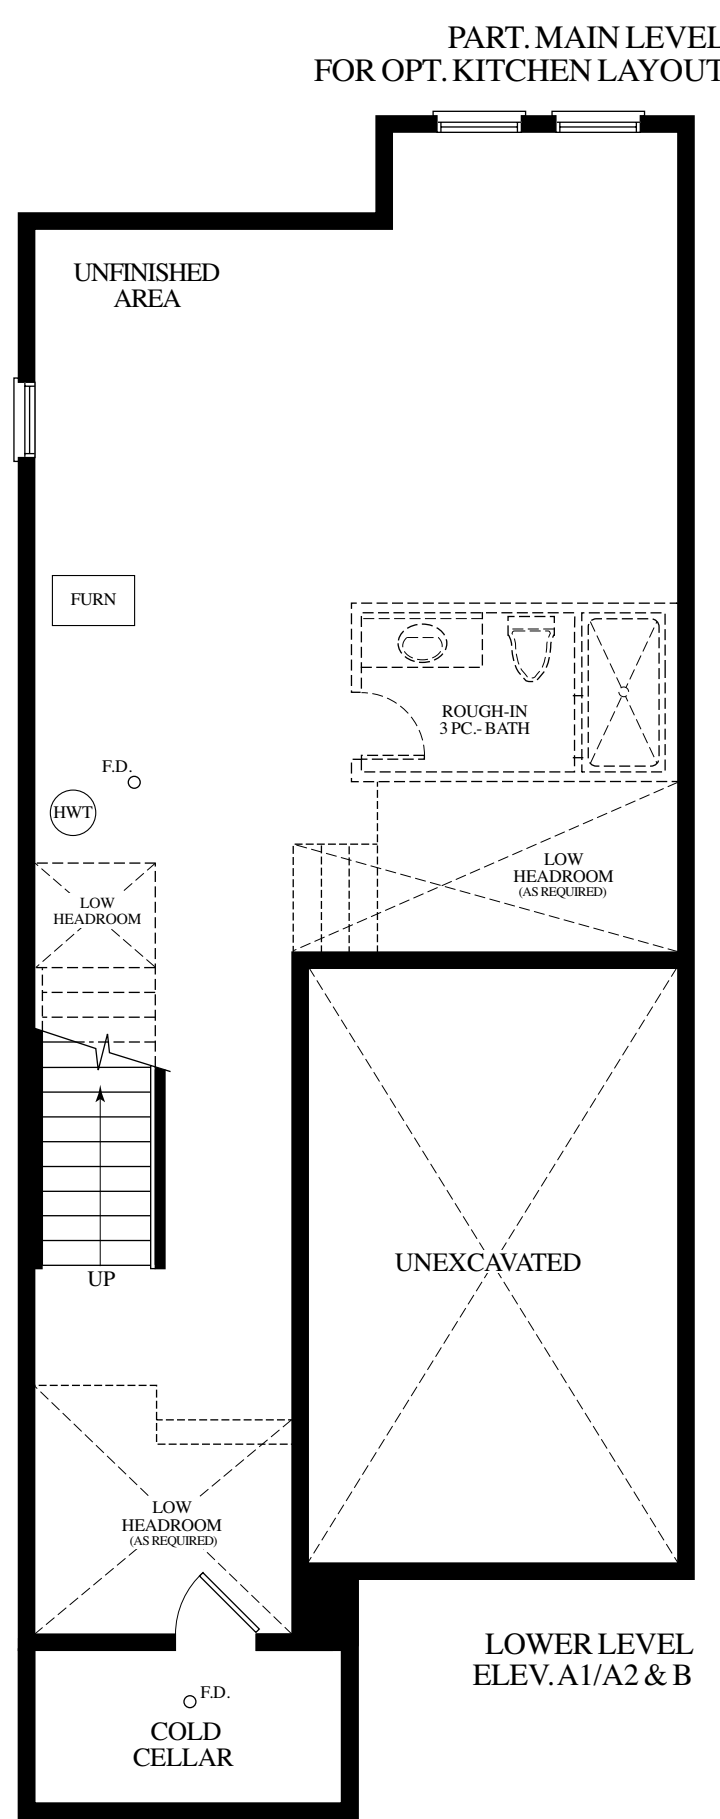 PART. MAIN LEVEL
FOR OPT. KITCHEN LAYOUT
UNFINISHED
AREA
FURN
ROUGH-IN
3 PC.- BATH
F.D.
HWT
LOW
HEADROOM
(AS REQUIRED)
LOW
HEADROOM
UNEXCAVATED
UP
LOW
HEADROOM
(AS REQUIRED)
LOWER LEVEL
ELEV. A1/A2 & B
F.D.
COLD
CELLAR